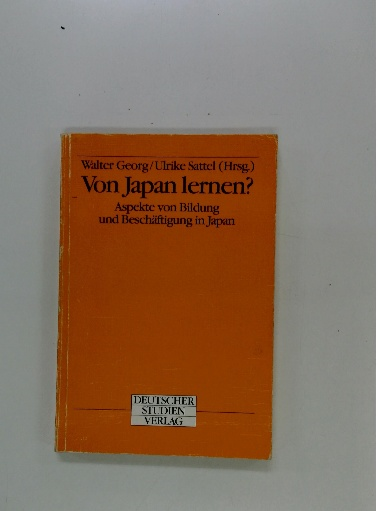 Walter Georg/Ulrike Sattel (Hrsg.)
Von Japan lernen?
Aspekte von Bildung
und Beschäftigung in Japan
DEUTSCHER
STUDIEN
VERLAG